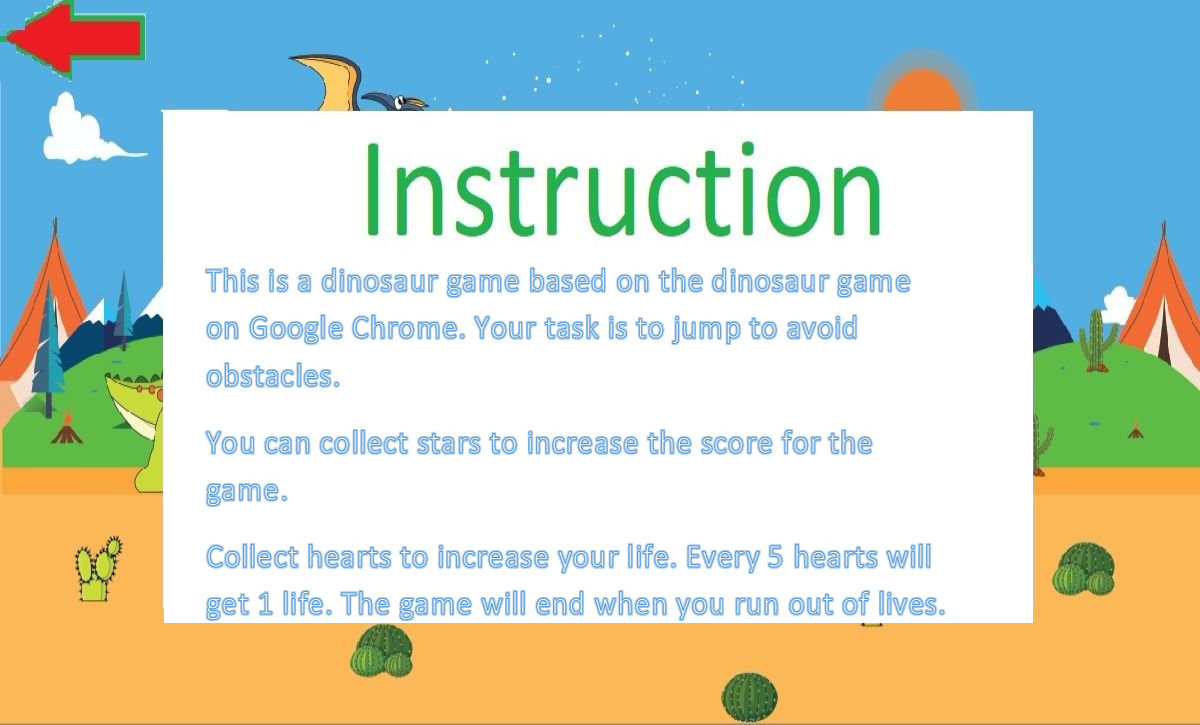 Instruction
This is a dinosaur game based on the dinosaur game
on Google Chrome. Your task is to jump to avoid
obstacles.
You can collect stars to increase the score for the
game.
Collect hearts to increase your life. Every 5 hearts will
get 1 life. The game will end when you run out of lives.